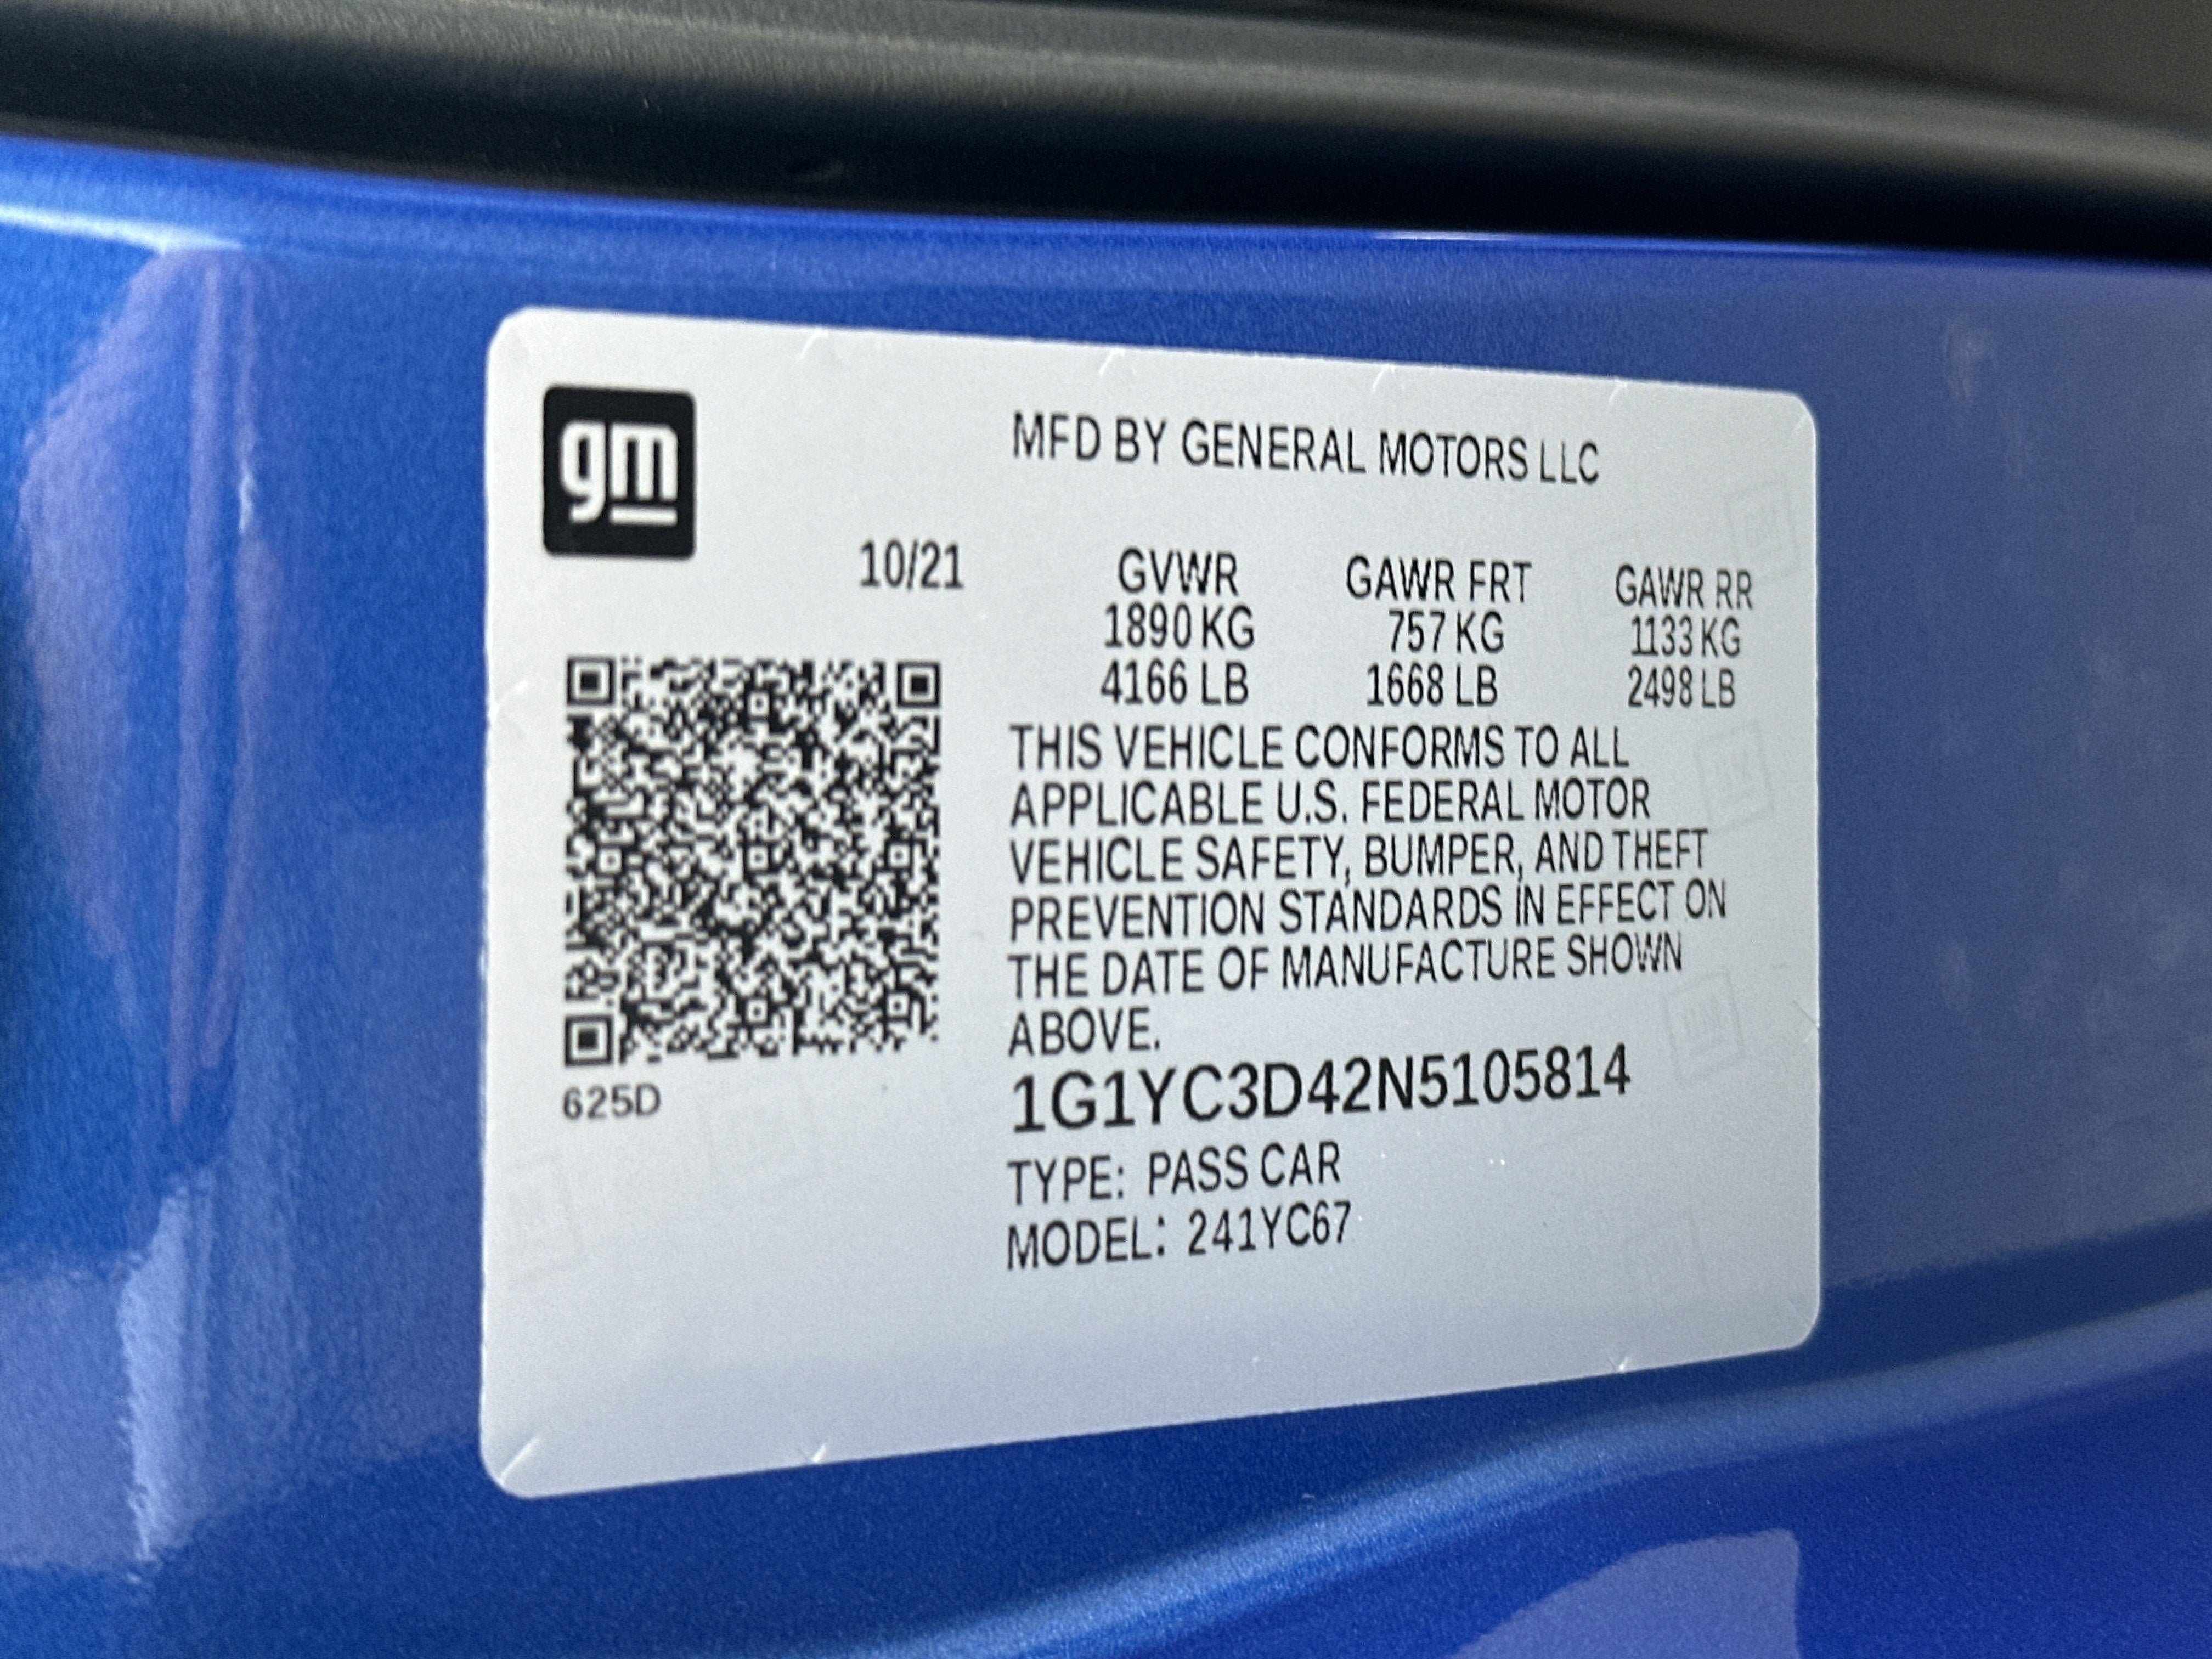 gm
MFD BY GENERAL MOTORS LLC
10/21
GVWR GAWR FRT GAWR RR
1890 KG 757 KG 1133 KG
4166 LB 1668 LB 2498 LB
THIS VEHICLE CONFORMS TO ALL
APPLICABLE U.S. FEDERAL MOTOR
VEHICLE SAFETY, BUMPER, AND THEFT
PREVENTION STANDARDS IN EFFECT ON
THE DATE OF MANUFACTURE SHOWN
ABOVE.
625D
1G1YC3D42N5105814
TYPE: PASS CAR
MODEL: 241YC67